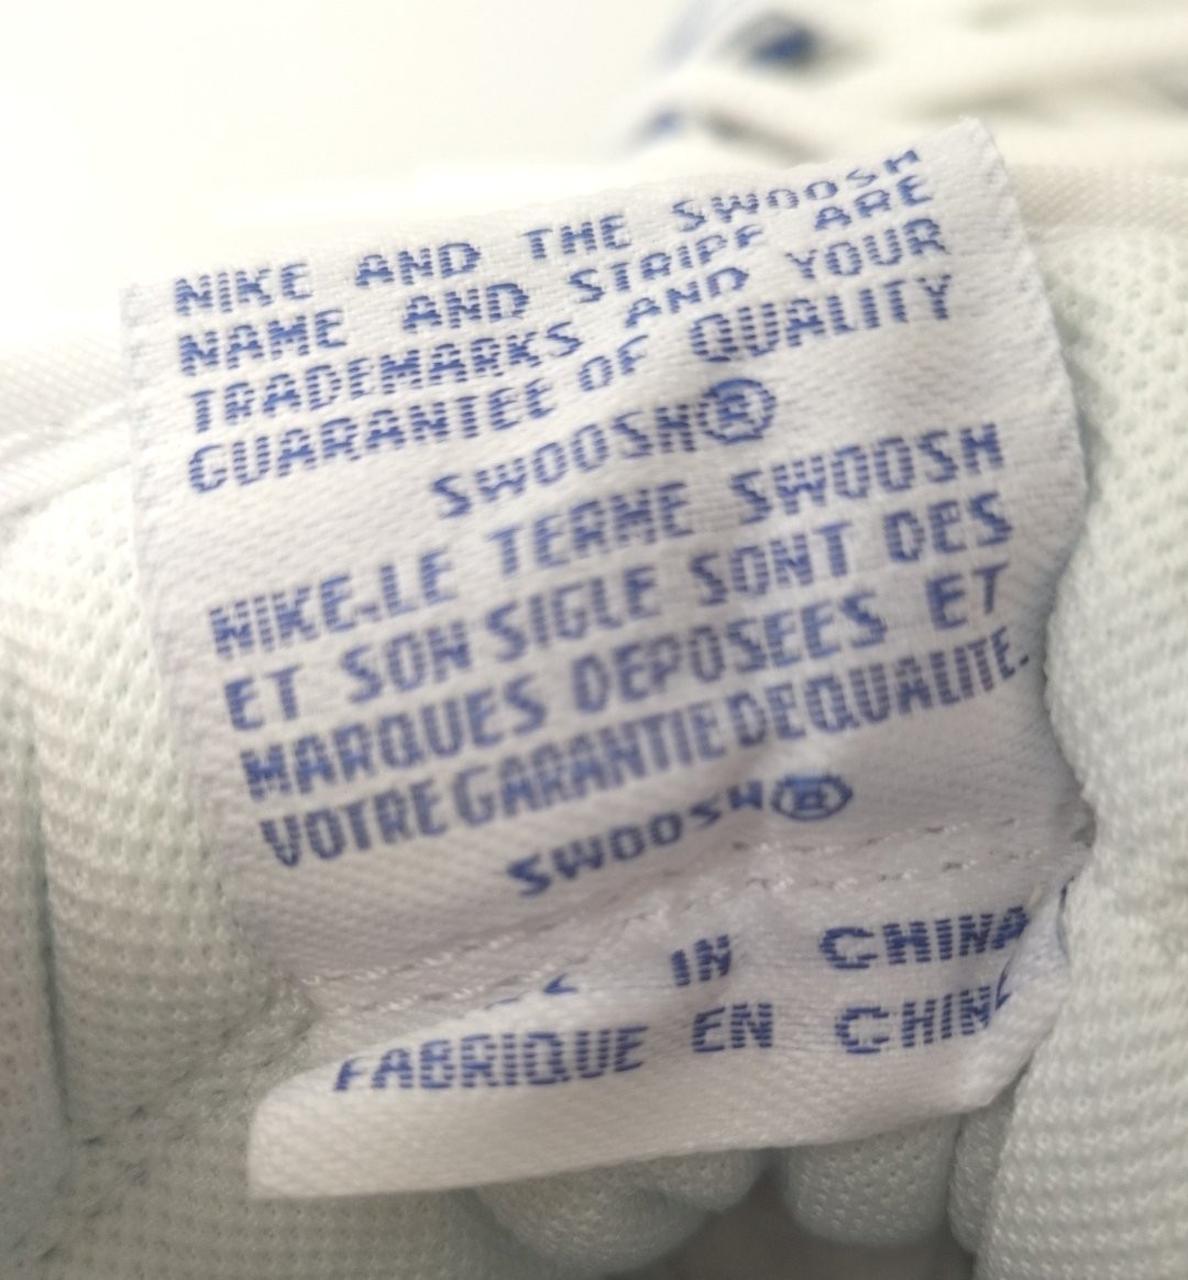 NIKE AND THE SWOOSH
NAME AND STRIPE ARE
TRADEMARKS AND YOUR
GUARANTEE OF QUALITY
SWOOSH®
NIKE.LE TERME SWOOSH
ET SON SIGLE SONT DES
MARQUES DEPOSEES ET
VOTRE GARANTIE DE QUALITE.
SWOOSH®
IN CHINA
FABRIQUE EN CHINE